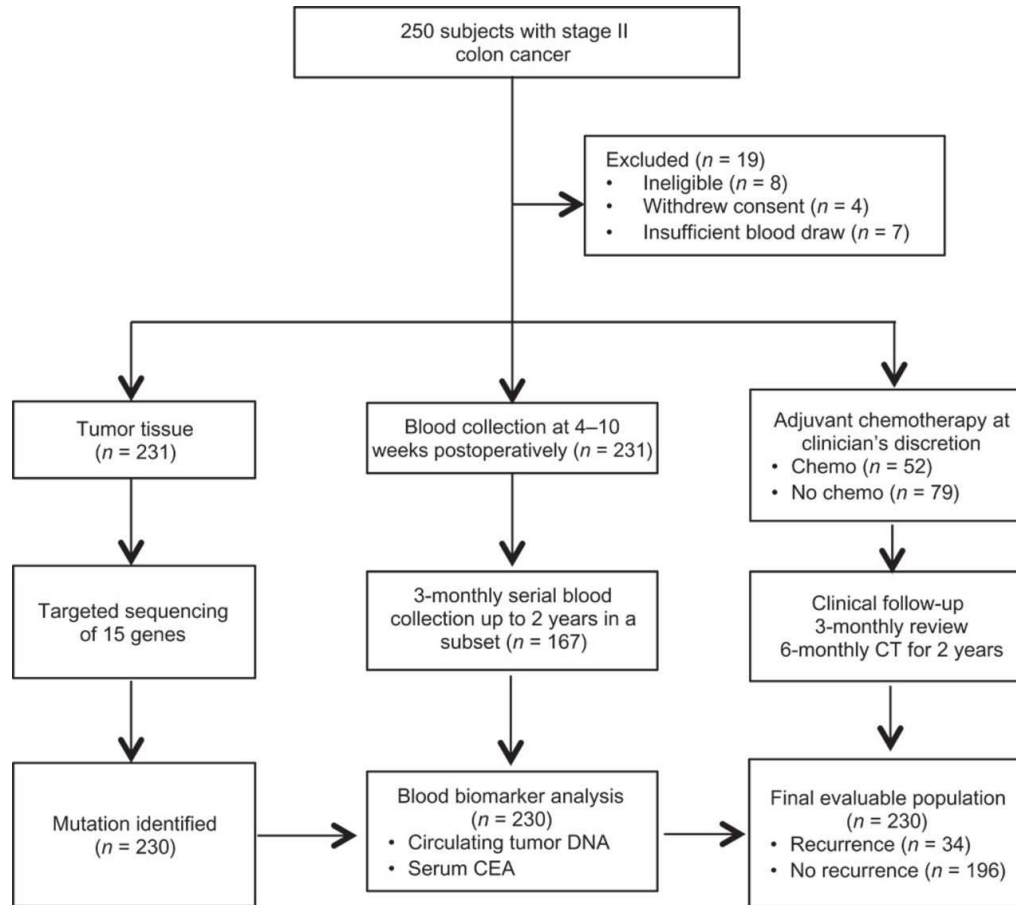 250 subjects with stage II
colon cancer
Excluded (n = 19)
• Ineligible (n = 8)
• Withdrew consent (n = 4)
• Insufficient blood draw (n = 7)
Tumor tissue
(n = 231)
Blood collection at 4–10
weeks postoperatively (n = 231)
Adjuvant chemotherapy at
clinician's discretion
• Chemo (n = 52)
• No chemo (n = 79)
Targeted sequencing
of 15 genes
3-monthly serial blood
collection up to 2 years in a
subset (n = 167)
Clinical follow-up
3-monthly review
6-monthly CT for 2 years
Mutation identified
(n = 230)
Blood biomarker analysis
(n = 230)
• Circulating tumor DNA
• Serum CEA
Final evaluable population
(n = 230)
• Recurrence (n = 34)
• No recurrence (n = 196)